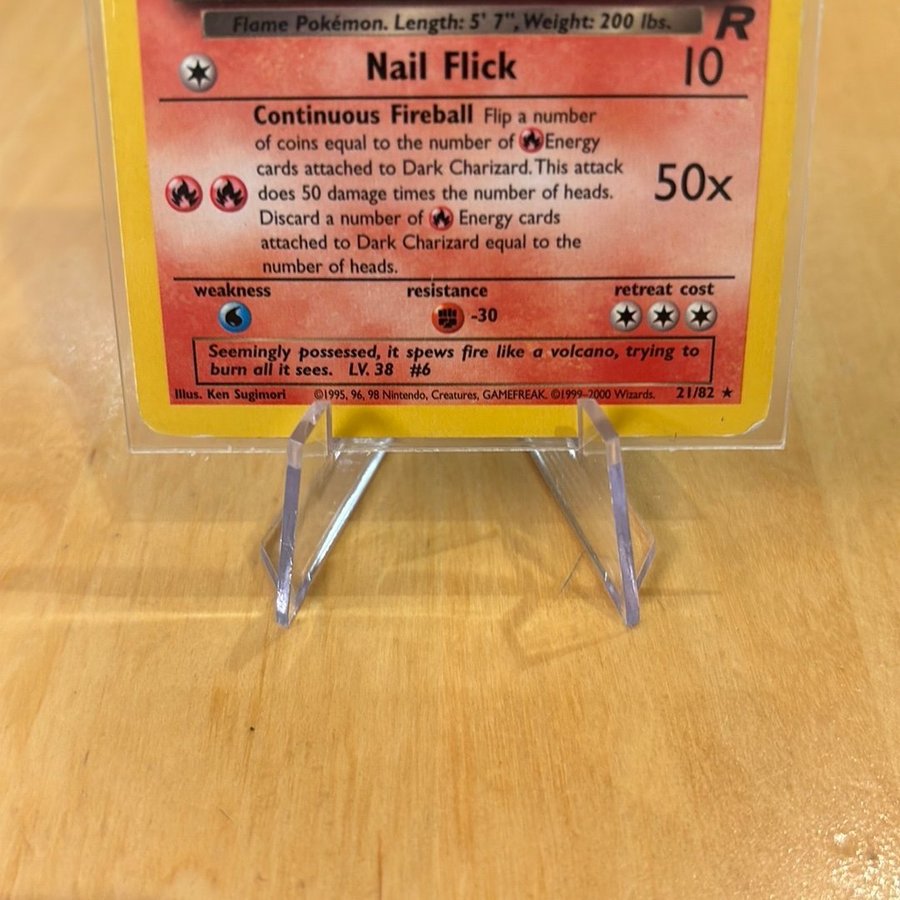 Flame Pokémon. Length: 5' 7", Weight: 200 lbs.
R
Nail Flick 10
Continuous Fireball Flip a number
of coins equal to the number of Energy
cards attached to Dark Charizard. This attack
does 50 damage times the number of heads.
50x
Discard a number of Energy cards
attached to Dark Charizard equal to the
number of heads.
weakness resistance retreat cost
-30
Seemingly possessed, it spews fire like a volcano, trying to
burn all it sees. LV. 38 #6
Illus. Ken Sugimori ©1995, 96, 98 Nintendo, Creatures, GAMEFREAK. ©1999-2000 Wizards. 21/82 ★